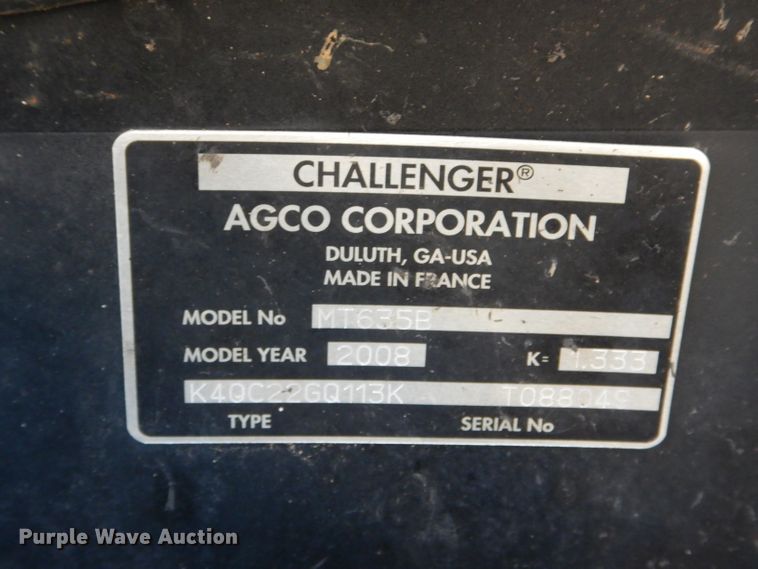 CHALLENGER®
AGCO CORPORATION
DULUTH, GA-USA
MADE IN FRANCE
MODEL No MT635B
MODEL YEAR 2008 K= 1.333
K4QC22GQ113K T088049
TYPE SERIAL No
Purple Wave Auction